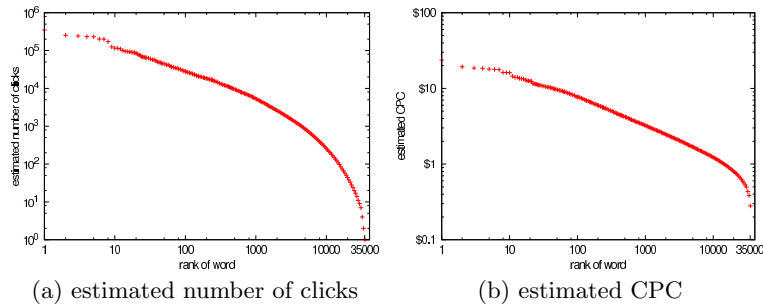 10^6
10^5
10^4
10^3
10^2
10^1
10^0
estimated number of clicks
1 10 100 1000 10000 35000
rank of word
(a) estimated number of clicks
$100
$10
$1
$0.1
estimated CPC
1 10 100 1000 10000 35000
rank of word
(b) estimated CPC